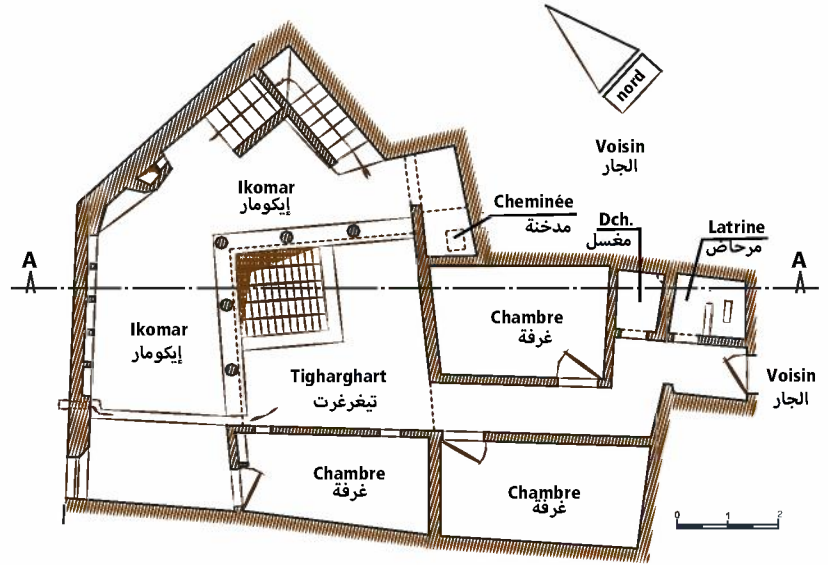 nord
Voisin
الجار
Ikomar
إيكومار
Cheminée
مدخنة
Dch.
مغسل
Latrine
مرحاض
A
A
Chambre
غرفة
Ikomar
إيكومار
Tigharghart
تيغرغرت
Voisin
الجار
Chambre
غرفة
Chambre
غرفة
0 1 2